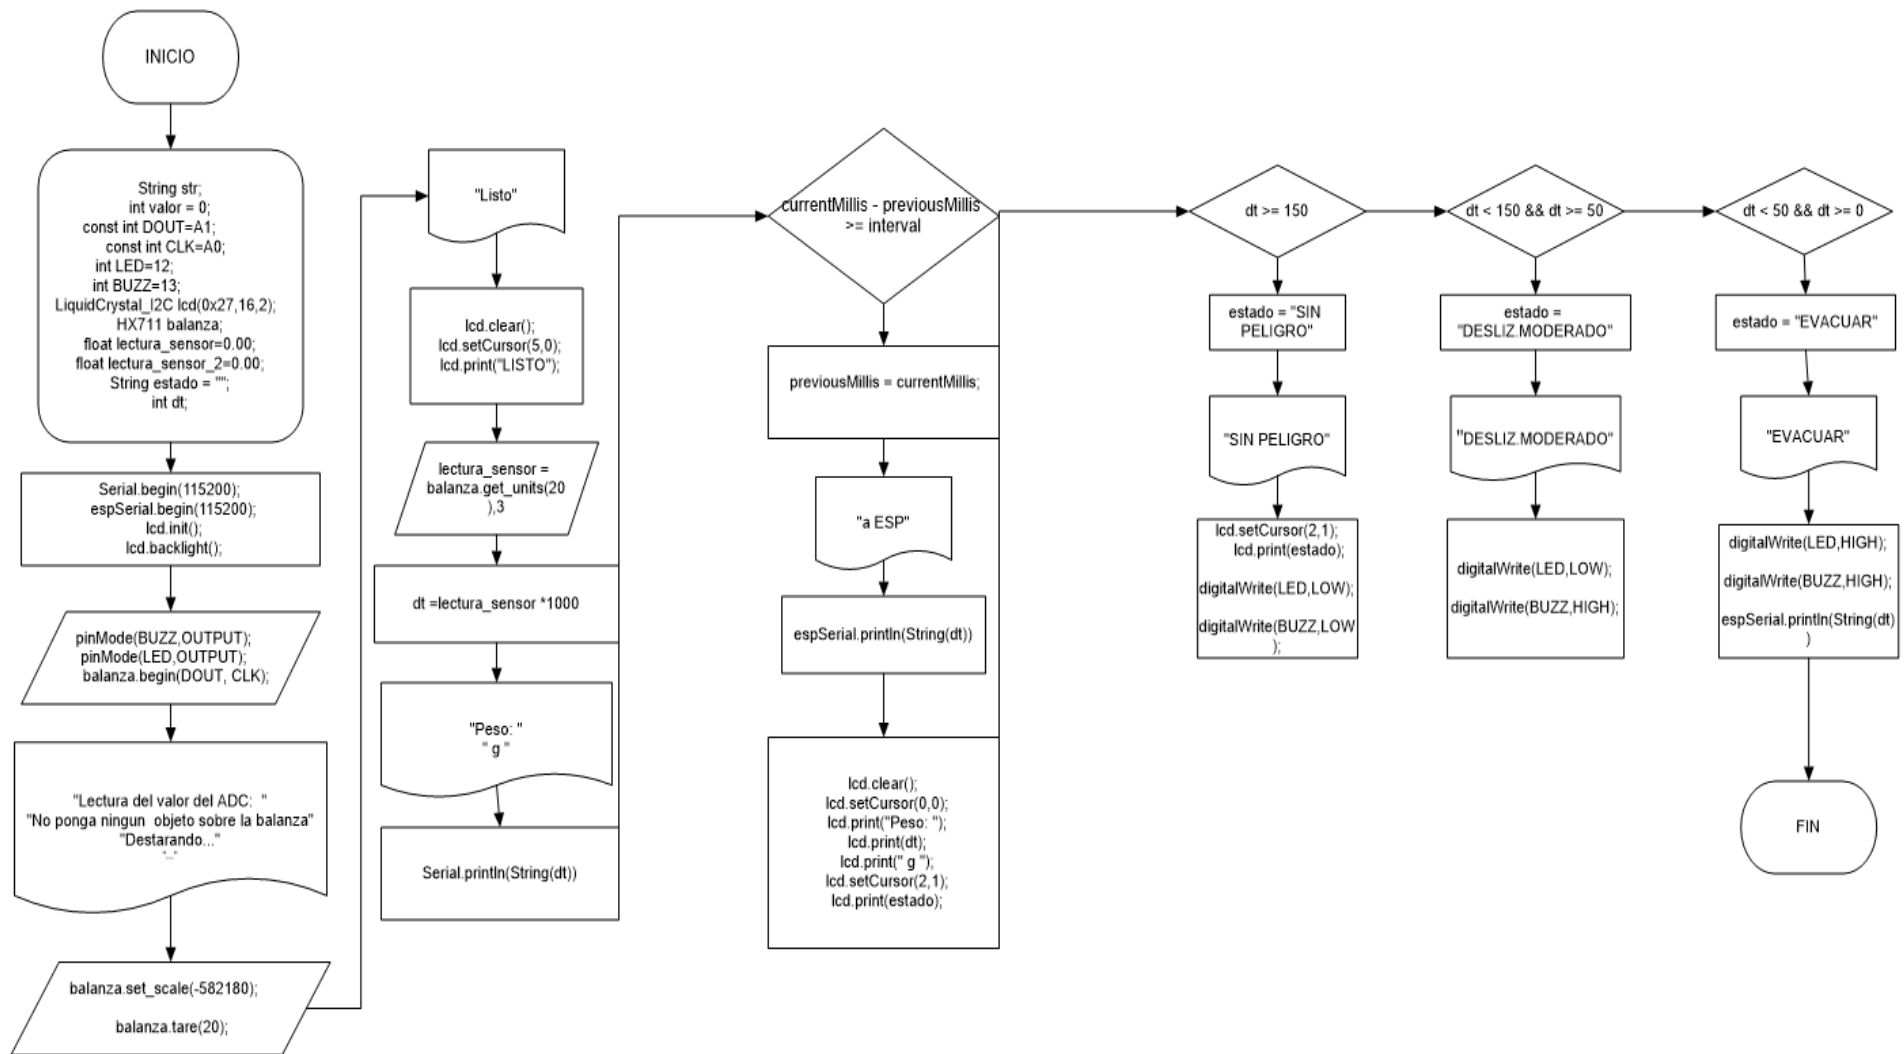 INICIO
String str;
int valor = 0;
const int DOUT=A1;
const int CLK=A0;
int LED=12;
int BUZZ=13;
LiquidCrystal_I2C lcd(0x27,16,2);
HX711 balanza;
float lectura_sensor=0.00;
float lectura_sensor_2=0.00;
String estado = "";
int dt;
Serial.begin(115200);
espSerial.begin(115200);
lcd.init();
lcd.backlight();
pinMode(BUZZ,OUTPUT);
pinMode(LED,OUTPUT);
balanza.begin(DOUT, CLK);
"Lectura del valor del ADC:  "
"No ponga ningun  objeto sobre la balanza"
"Destarando..."
"..."
balanza.set_scale(-582180);
balanza.tare(20);
"Listo"
lcd.clear();
lcd.setCursor(5,0);
lcd.print("LISTO");
lectura_sensor =
balanza.get_units(20
),3
dt =lectura_sensor *1000
"Peso: "
" g "
Serial.println(String(dt))
currentMillis - previousMillis
>= interval
previousMillis = currentMillis;
"a ESP"
espSerial.println(String(dt))
lcd.clear();
lcd.setCursor(0,0);
lcd.print("Peso: ");
lcd.print(dt);
lcd.print(" g ");
lcd.setCursor(2,1);
lcd.print(estado);
dt >= 150
estado = "SIN
PELIGRO"
"SIN PELIGRO"
lcd.setCursor(2,1);
lcd.print(estado);
digitalWrite(LED,LOW);
digitalWrite(BUZZ,LOW
);
dt < 150 && dt >= 50
estado =
"DESLIZ.MODERADO"
"DESLIZ.MODERADO"
digitalWrite(LED,LOW);
digitalWrite(BUZZ,HIGH);
dt < 50 && dt >= 0
estado = "EVACUAR"
"EVACUAR"
digitalWrite(LED,HIGH);
digitalWrite(BUZZ,HIGH);
espSerial.println(String(dt)
)
FIN